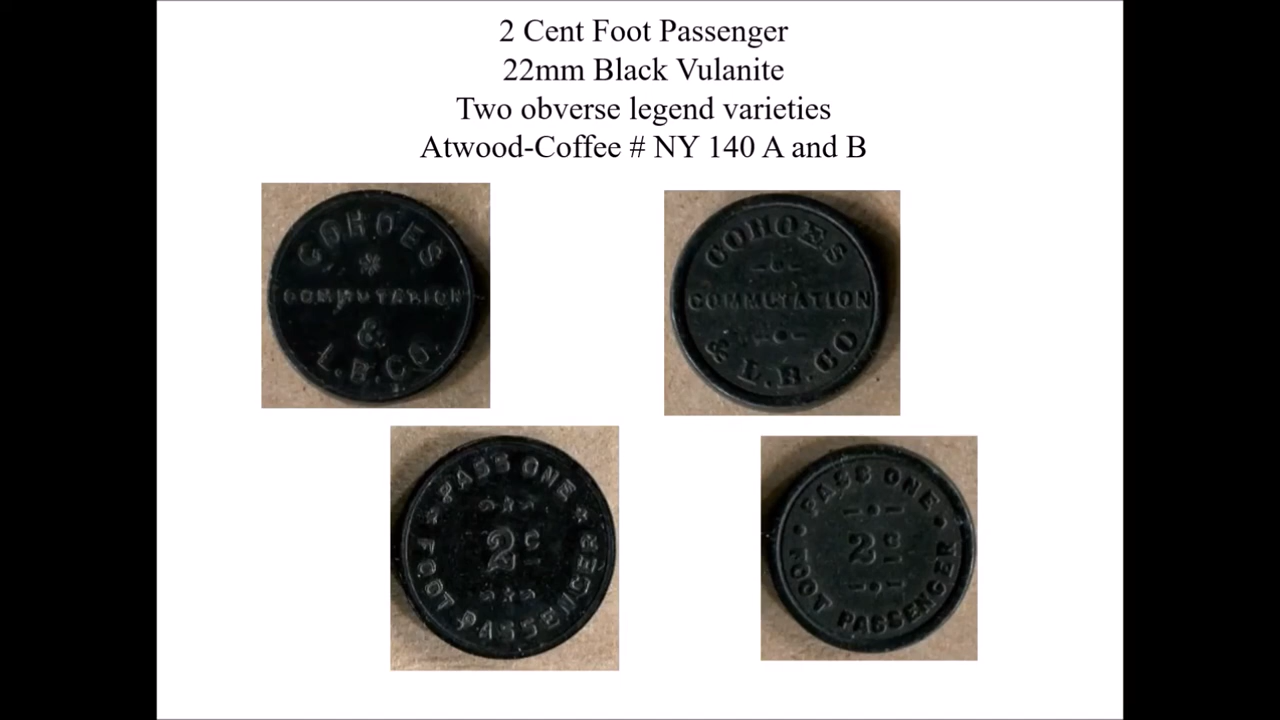 2 Cent Foot Passenger
22mm Black Vulanite
Two obverse legend varieties
Atwood-Coffee # NY 140 A and B
COHOES
COMMUTATION
&
L.B.CO.
COHOES
COMMUTATION
& L.B.CO
PASS ONE
2c
FOOT PASSENGER
PASS ONE
2c
FOOT PASSENGER